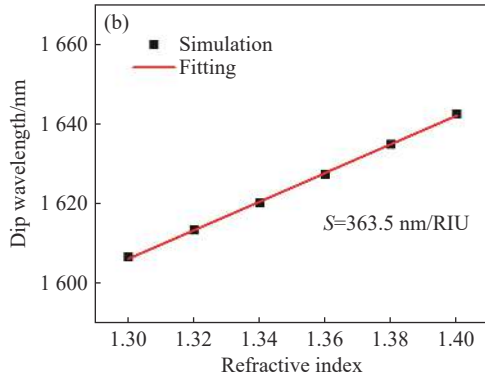 (b)
1 660
Simulation
Fitting
1 640
1 620
1 600
Dip wavelength/nm
S=363.5 nm/RIU
1.30 1.32 1.34 1.36 1.38 1.40
Refractive index